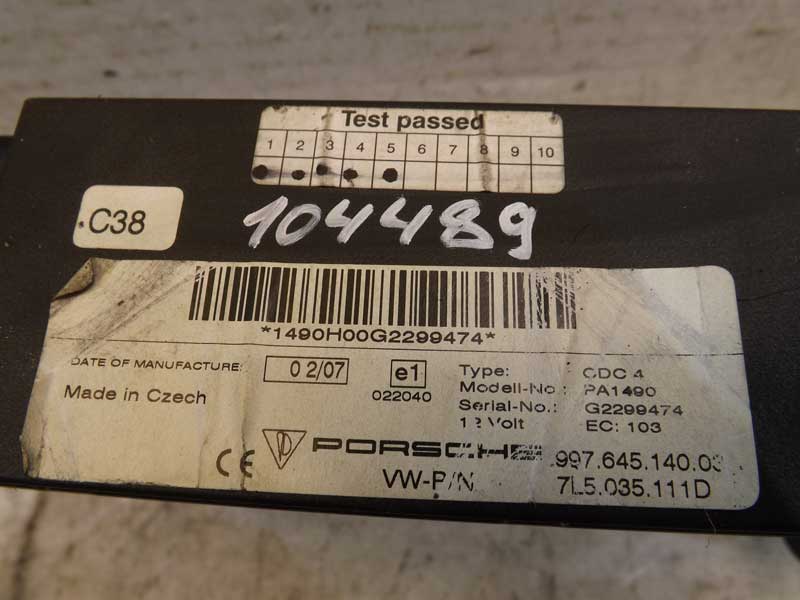 Test passed
1 2 3 4 5 6 7 8 9 10
C38
104489
*1490H00G2299474*
DATE OF MANUFACTURE: 02/07 e1 Type: CDC 4
022040 Modell-No.: PA1490
Made in Czech Serial-No.: G2299474
12 Volt EC: 103
CE PORSCHE 997.645.140.03
VW-P/N 7L5.035.111D